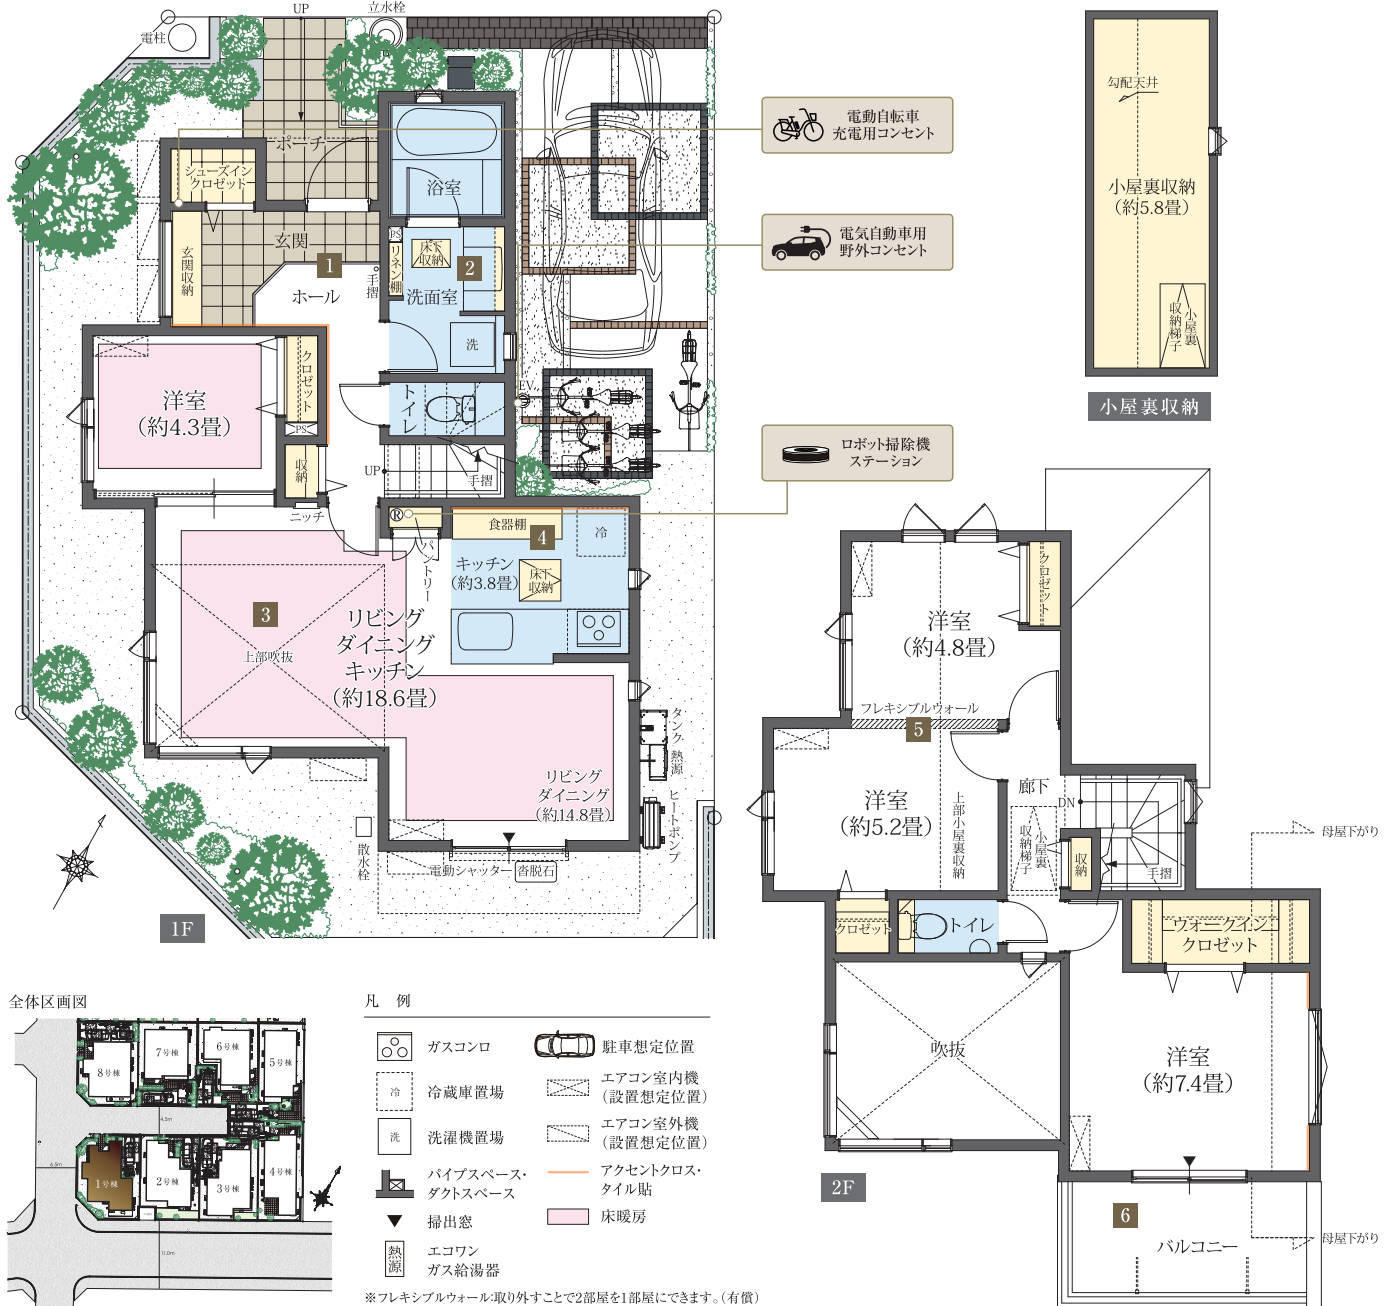 UP
立水栓
電柱
ポーチ
シューズイン
クロゼット
浴室
玄関
1
玄関収納
ホール
手摺
PS
リネン棚
床下
収納
2
洗面室
洗
洋室
(約4.3畳)
クロゼット
PS
トイレ
収納
UP
手摺
EV
ニッチ
R
パントリー
食器棚
4
冷
キッチン
(約3.8畳)
床下
収納
3
上部吹抜
リビング
ダイニング
キッチン
(約18.6畳)
リビング
ダイニング
(約14.8畳)
タンク
熱源
ヒートポンプ
散水栓
電動シャッター
沓脱石
1F
電動自転車
充電用コンセント
電気自動車用
野外コンセント
ロボット掃除機
ステーション
勾配天井
小屋裏収納
(約5.8畳)
小屋裏
収納梯子
小屋裏収納
クロゼット
洋室
(約4.8畳)
フレキシブルウォール
5
洋室
(約5.2畳)
上部小屋裏収納
廊下
DN
小屋裏
収納梯子
収納
手摺
母屋下がり
クロゼット
トイレ
ウォークイン
クロゼット
吹抜
洋室
(約7.4畳)
2F
6
バルコニー
母屋下がり
全体区画図
7号棟
6号棟
5号棟
8号棟
4.5m
6.5m
1号棟
2号棟
3号棟
4号棟
11.0m
凡 例
ガスコンロ
駐車想定位置
冷
冷蔵庫置場
エアコン室内機
(設置想定位置)
洗
洗濯機置場
エアコン室外機
(設置想定位置)
パイプスペース・
ダクトスペース
アクセントクロス・
タイル貼
掃出窓
床暖房
熱源
エコワン
ガス給湯器
※フレキシブルウォール:取り外すことで2部屋を1部屋にできます。(有償)